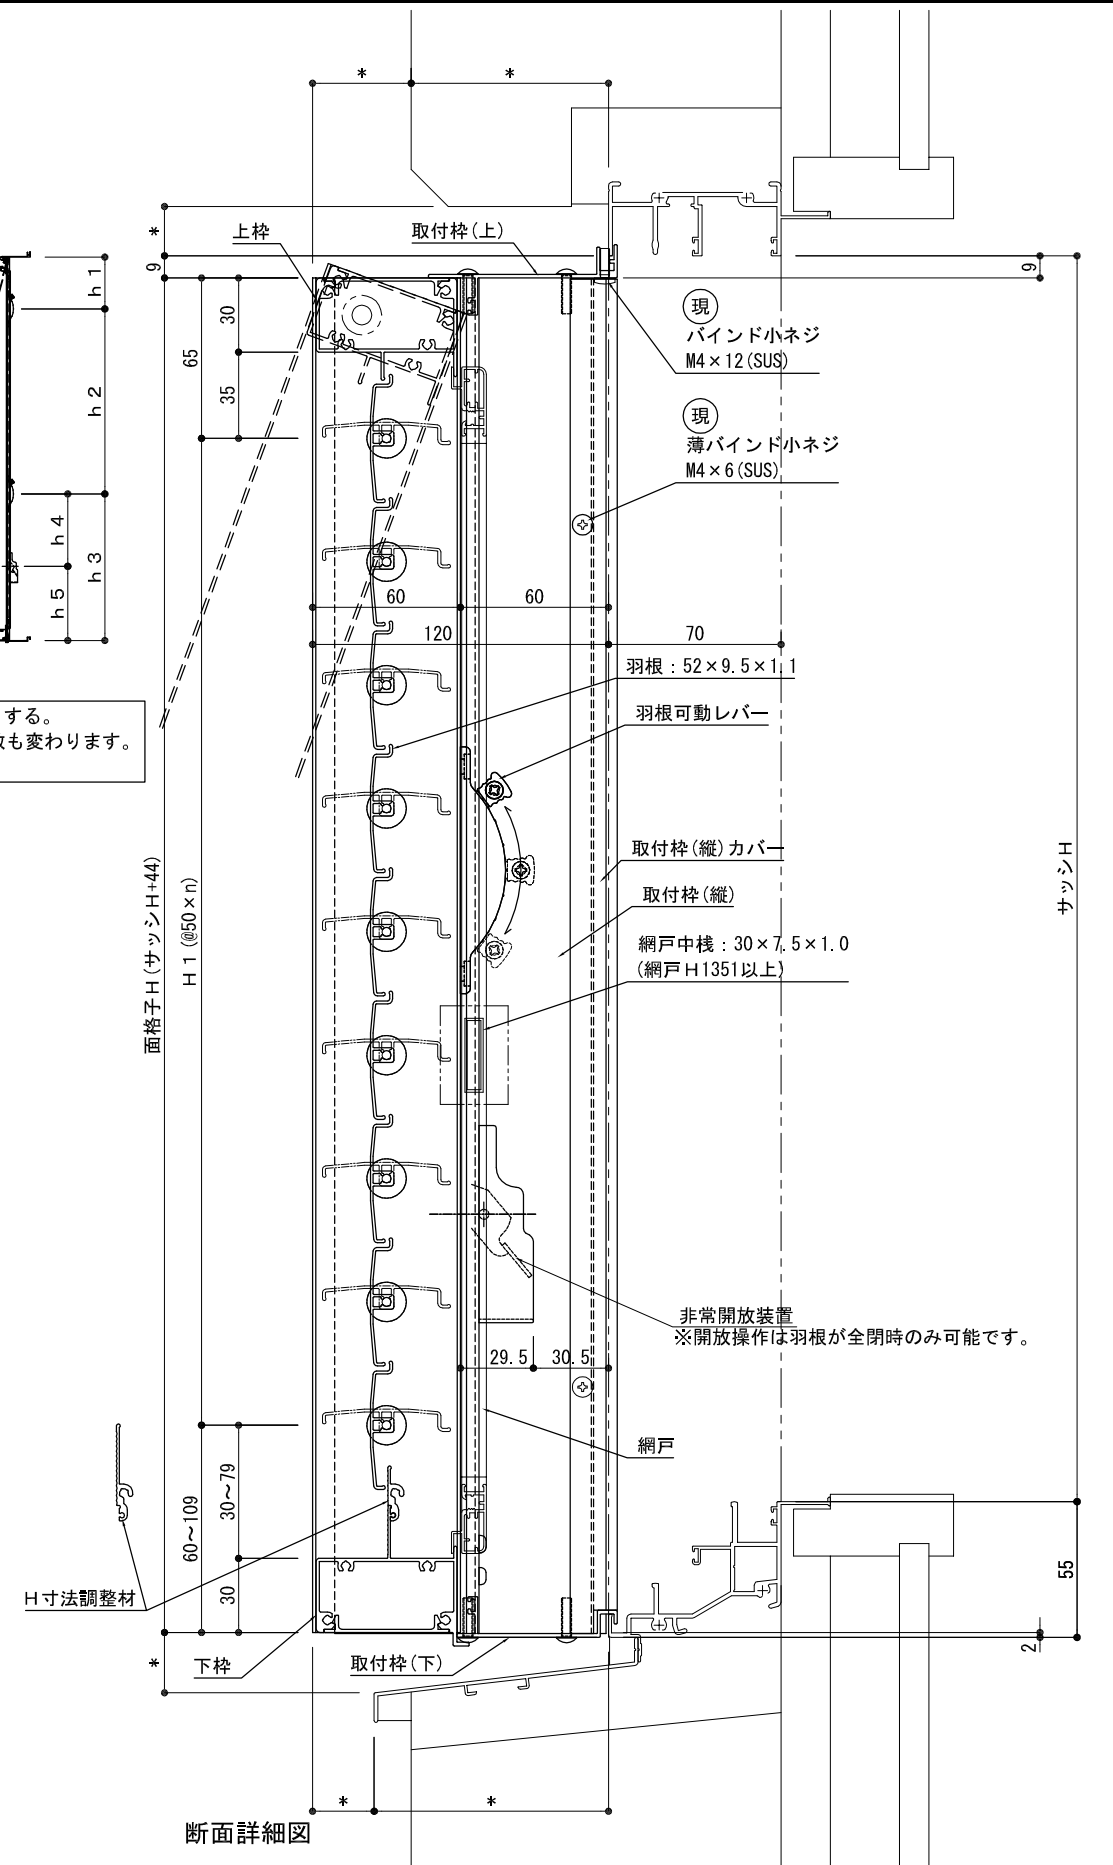 *
*
上枠
取付枠(上)
*
9
9
h 1
30
65
35
h 2
現
バインド小ネジ
M4×12(SUS)
現
薄バインド小ネジ
M4×6(SUS)
h 4
h 3
h 5
60
60
120
70
羽根：52×9.5×1.1
羽根可動レバー
する。
数も変わります。
取付枠(縦)カバー
取付枠(縦)
網戸中桟：30×7.5×1.0
(網戸H1351以上)
面格子H(サッシH+44)
H 1 (@50×n)
サッシH
非常開放装置
※開放操作は羽根が全閉時のみ可能です。
29.5
30.5
網戸
30～79
60～109
30
55
H寸法調整材
下枠
取付枠(下)
*
2
*
*
断面詳細図